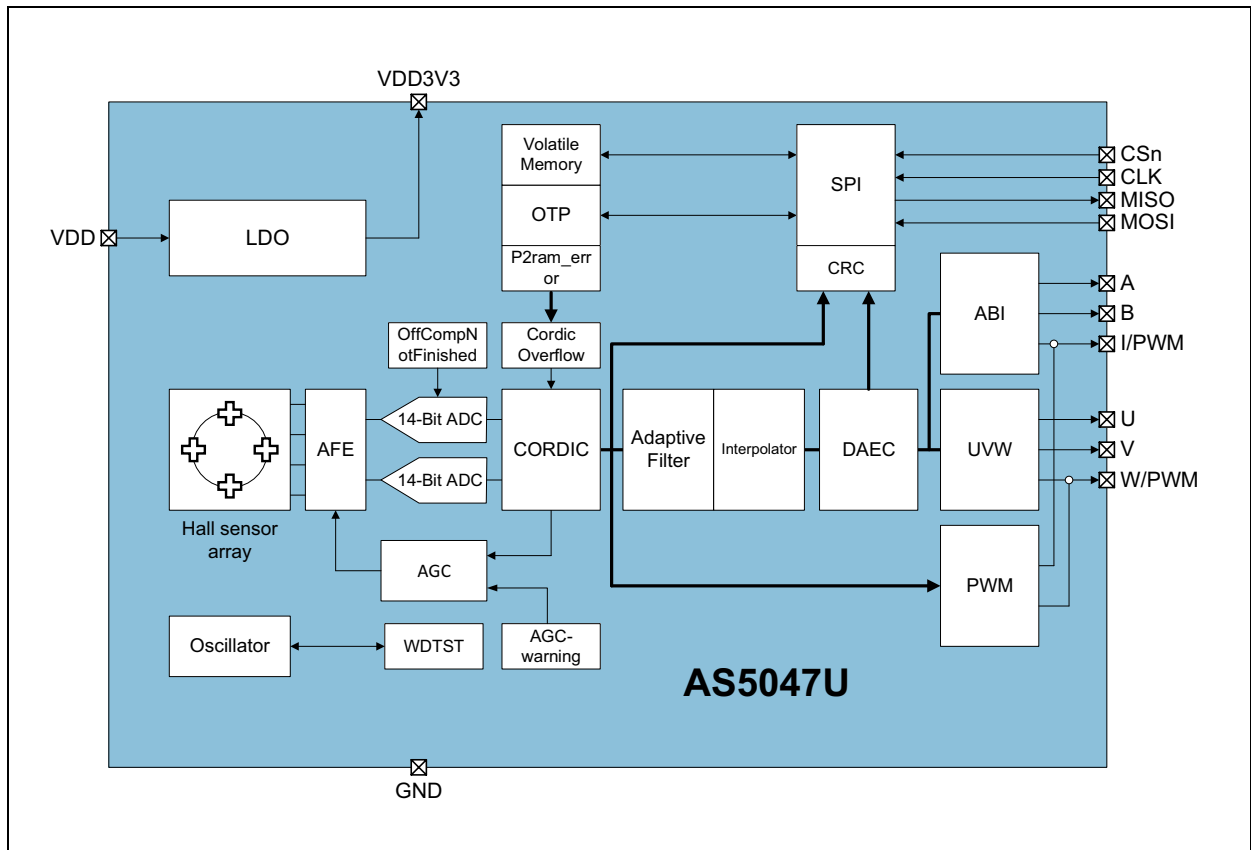 VDD3V3
Volatile
Memory
OTP
P2ram_err
or
SPI
CRC
CSn
CLK
MISO
MOSI
VDD
LDO
ABI
A
B
I/PWM
OffCompN
otFinished
Cordic
Overflow
14-Bit ADC
14-Bit ADC
AFE
CORDIC
Adaptive
Filter
Interpolator
DAEC
UVW
U
V
W/PWM
Hall sensor
array
AGC
PWM
Oscillator
WDTST
AGC-
warning
AS5047U
GND